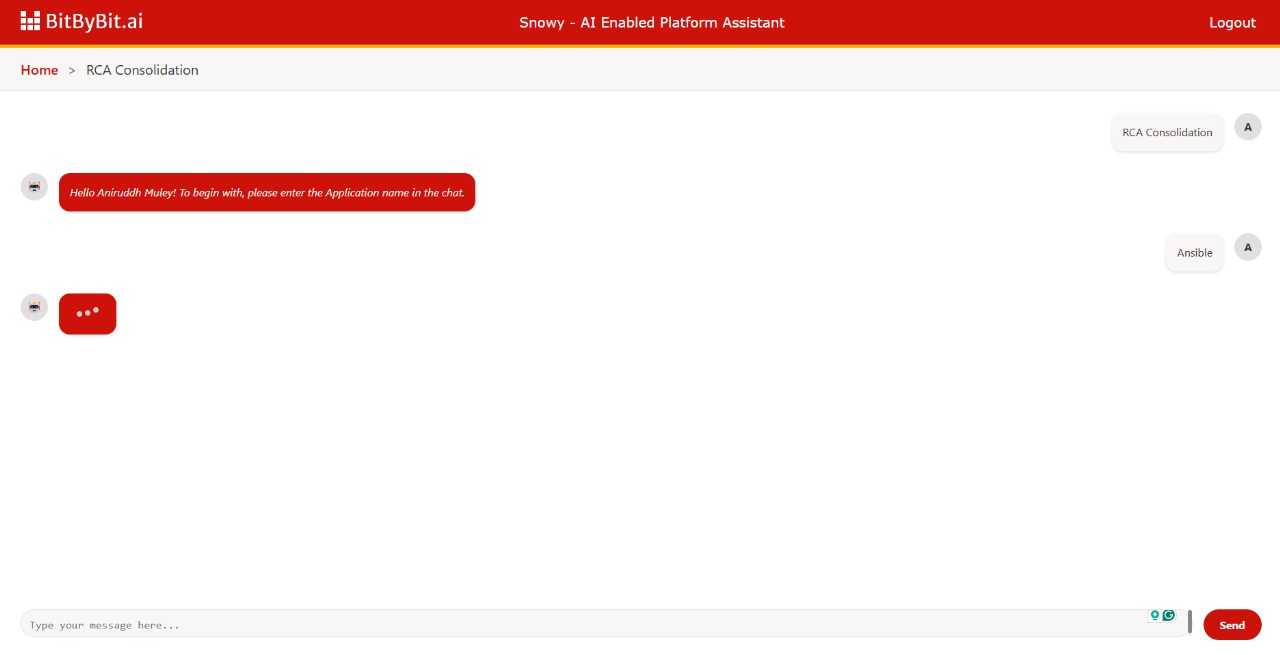 BitByBit.ai
Snowy - AI Enabled Platform Assistant
Logout
Home > RCA Consolidation
RCA Consolidation
A
Hello Aniruddh Muley! To begin with, please enter the Application name in the chat.
Ansible
A
Type your message here...
Send